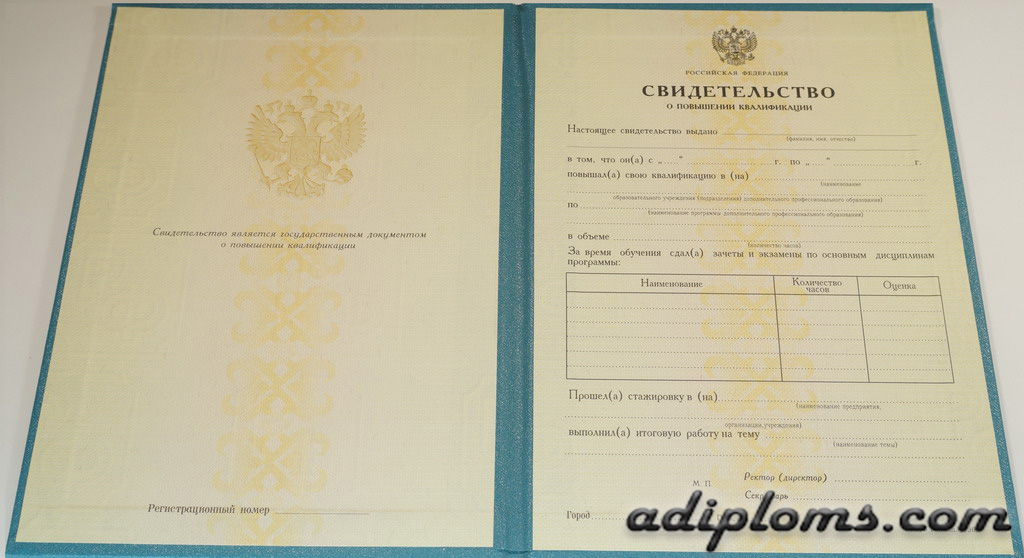 Свидетельство является государственным документом
о повышении квалификации
Регистрационный номер
РОССИЙСКАЯ ФЕДЕРАЦИЯ
СВИДЕТЕЛЬСТВО
О ПОВЫШЕНИИ КВАЛИФИКАЦИИ
Настоящее свидетельство выдано
(фамилия, имя, отчество)
в том, что он(а) с „ “ г. по „ “ г.
повышал(а) свою квалификацию в (на)
(наименование
образовательного учреждения (подразделения) дополнительного профессионального образования)
по
(наименование программы дополнительного профессионального образования)
в объеме
(количество часов)
За время обучения сдал(а) зачеты и экзамены по основным дисциплинам
программы:
Наименование Количество часов Оценка
Прошел(а) стажировку в (на)
(наименование предприятия,
организации, учреждения)
выполнил(а) итоговую работу на тему
(наименование темы)
М. П. Ректор (директор)
Город
adiploms.com